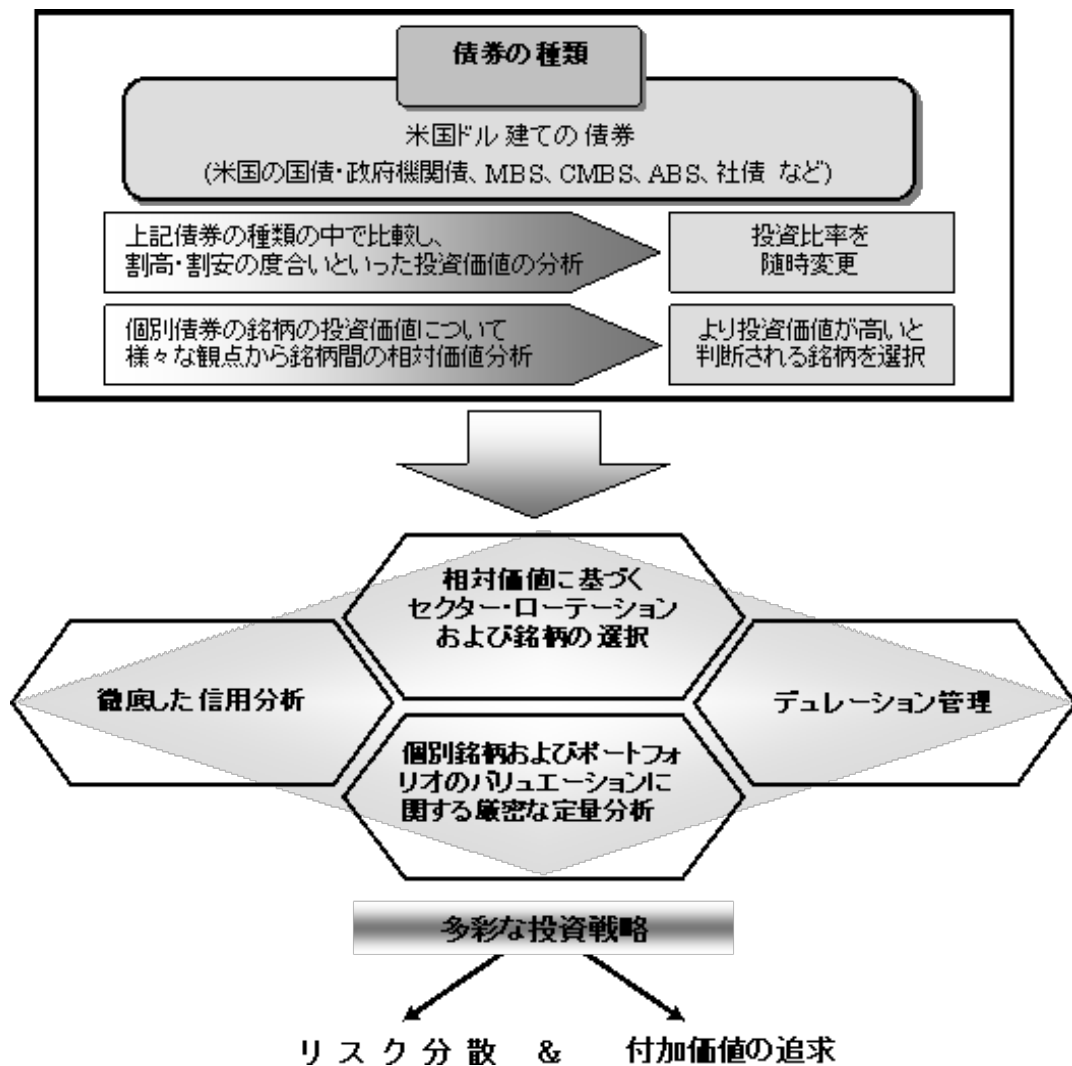 債券の種類
米国ドル建ての債券
(米国の国債・政府機関債、MBS、CMBS、ABS、社債 など)
上記債券の種類の中で比較し、
割高・割安の度合いといった投資価値の分析
投資比率を
随時変更
個別債券の銘柄の投資価値について
様々な観点から銘柄間の相対価値分析
より投資価値が高いと
判断される銘柄を選択
相対価値に基づく
セクター・ローテーション
および銘柄の選択
徹底した信用分析
デュレーション管理
個別銘柄およびポートフォ
リオのバリュエーションに
関する厳密な定量分析
多彩な投資戦略
リスク分散 & 付加価値の追求